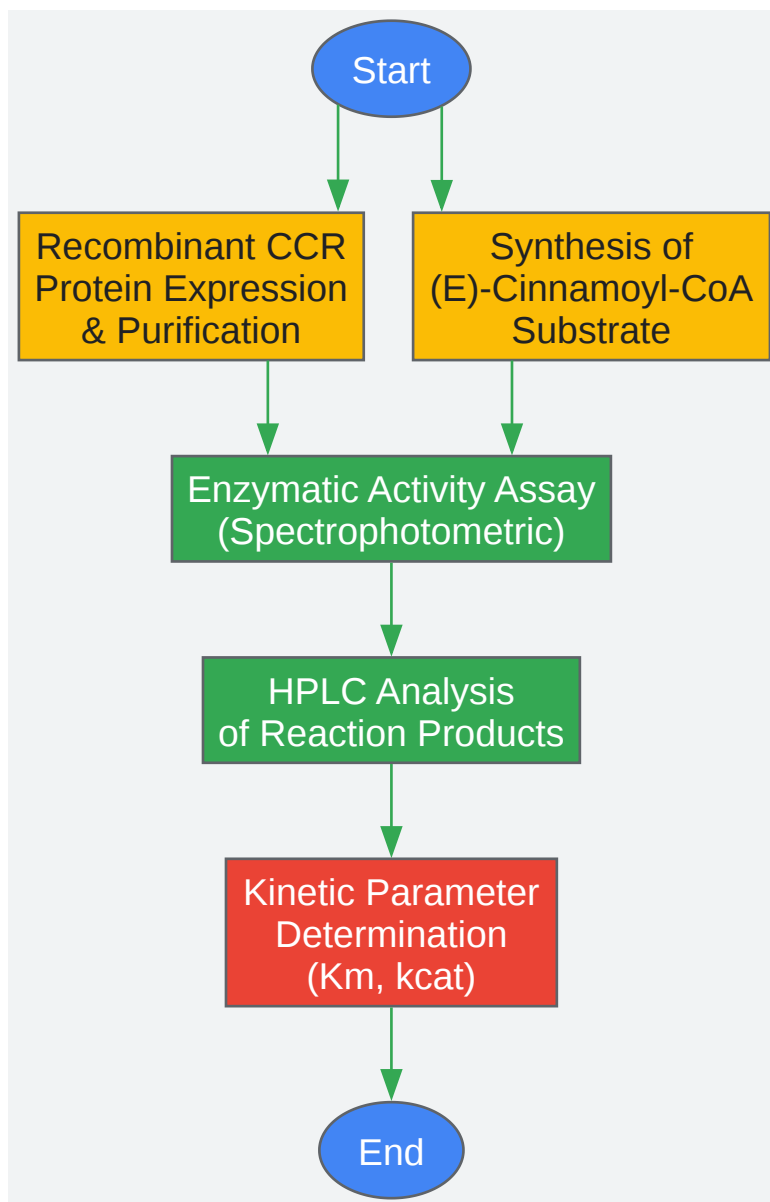 Start
Recombinant CCR
Protein Expression
& Purification
Synthesis of
(E)-Cinnamoyl-CoA
Substrate
Enzymatic Activity Assay
(Spectrophotometric)
HPLC Analysis
of Reaction Products
Kinetic Parameter
Determination
(Km, kcat)
End